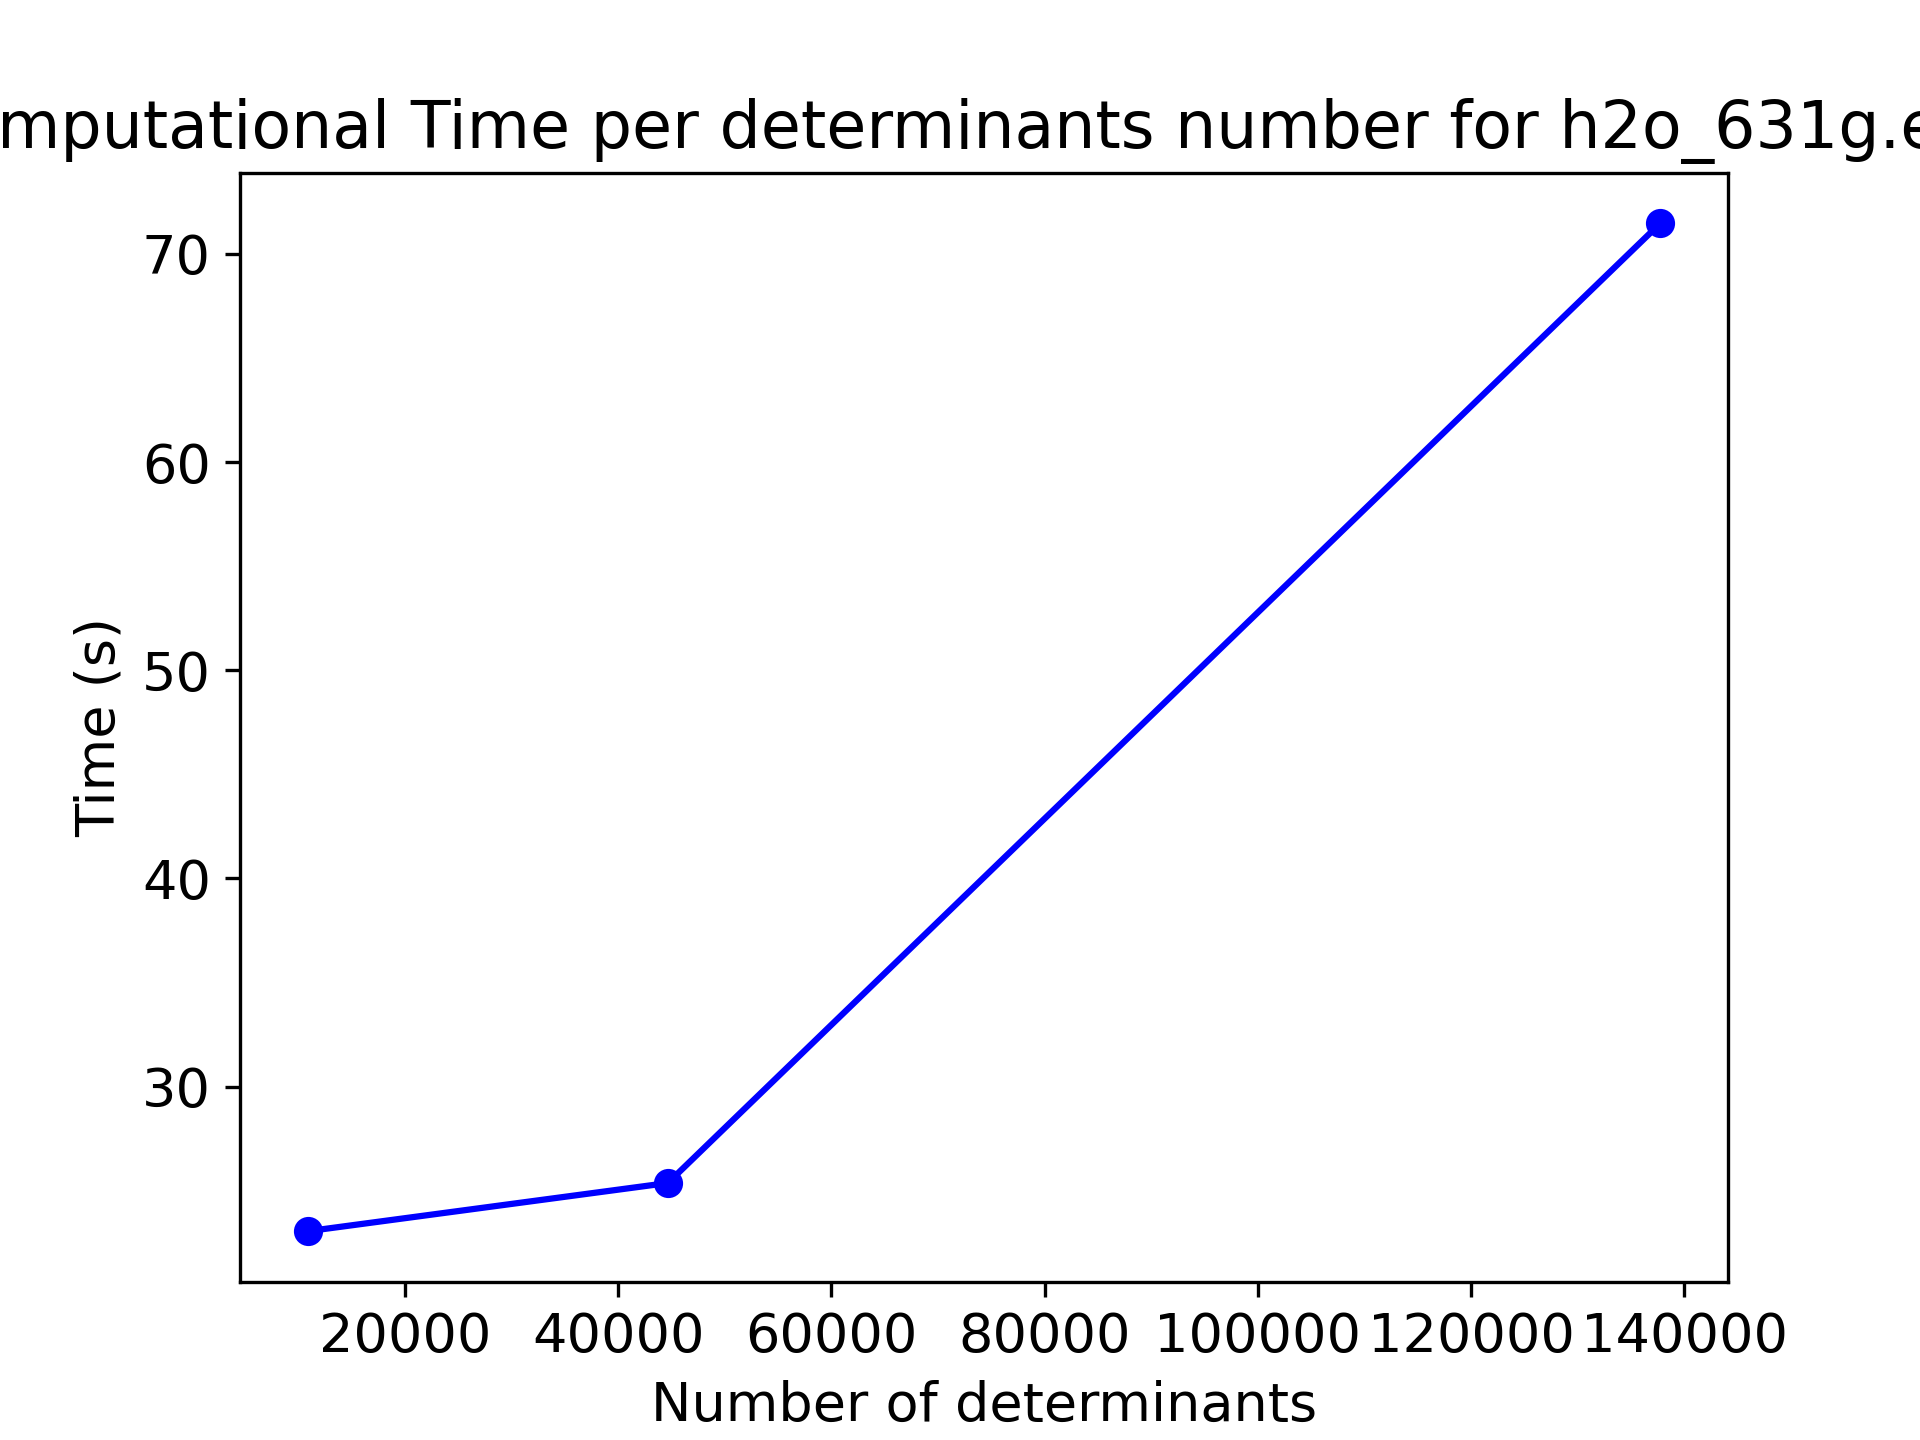 mputational Time per determinants number for h2o_631g.e
70
60
50
40
30
Time (s)
20000 40000 60000 80000 100000 120000 140000
Number of determinants